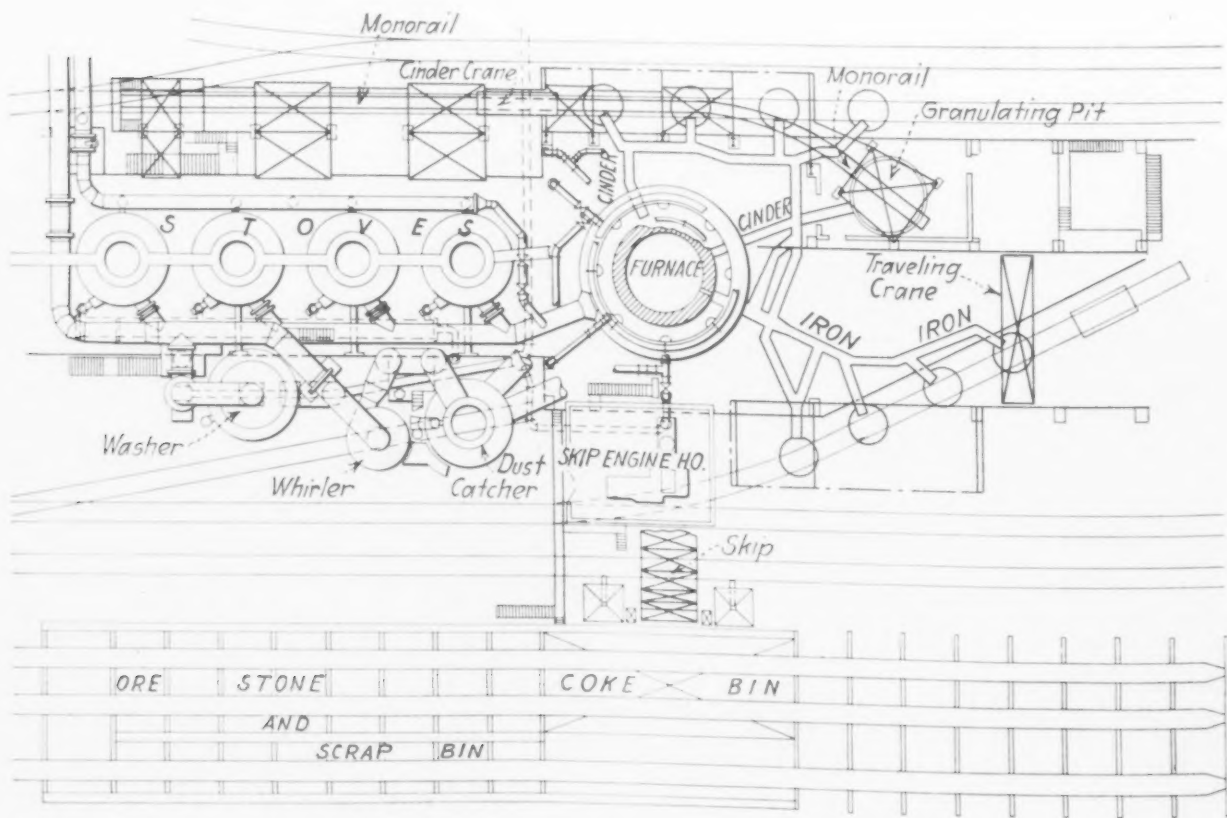 Monorail
Cinder Crane
Monorail
Granulating Pit
CINDER
STOVES
CINDER
FURNACE
Traveling
Crane
IRON
IRON
Washer
Whirler
Dust
Catcher
SKIP ENGINE HO.
Skip
ORE STONE
AND
SCRAP BIN
COKE BIN